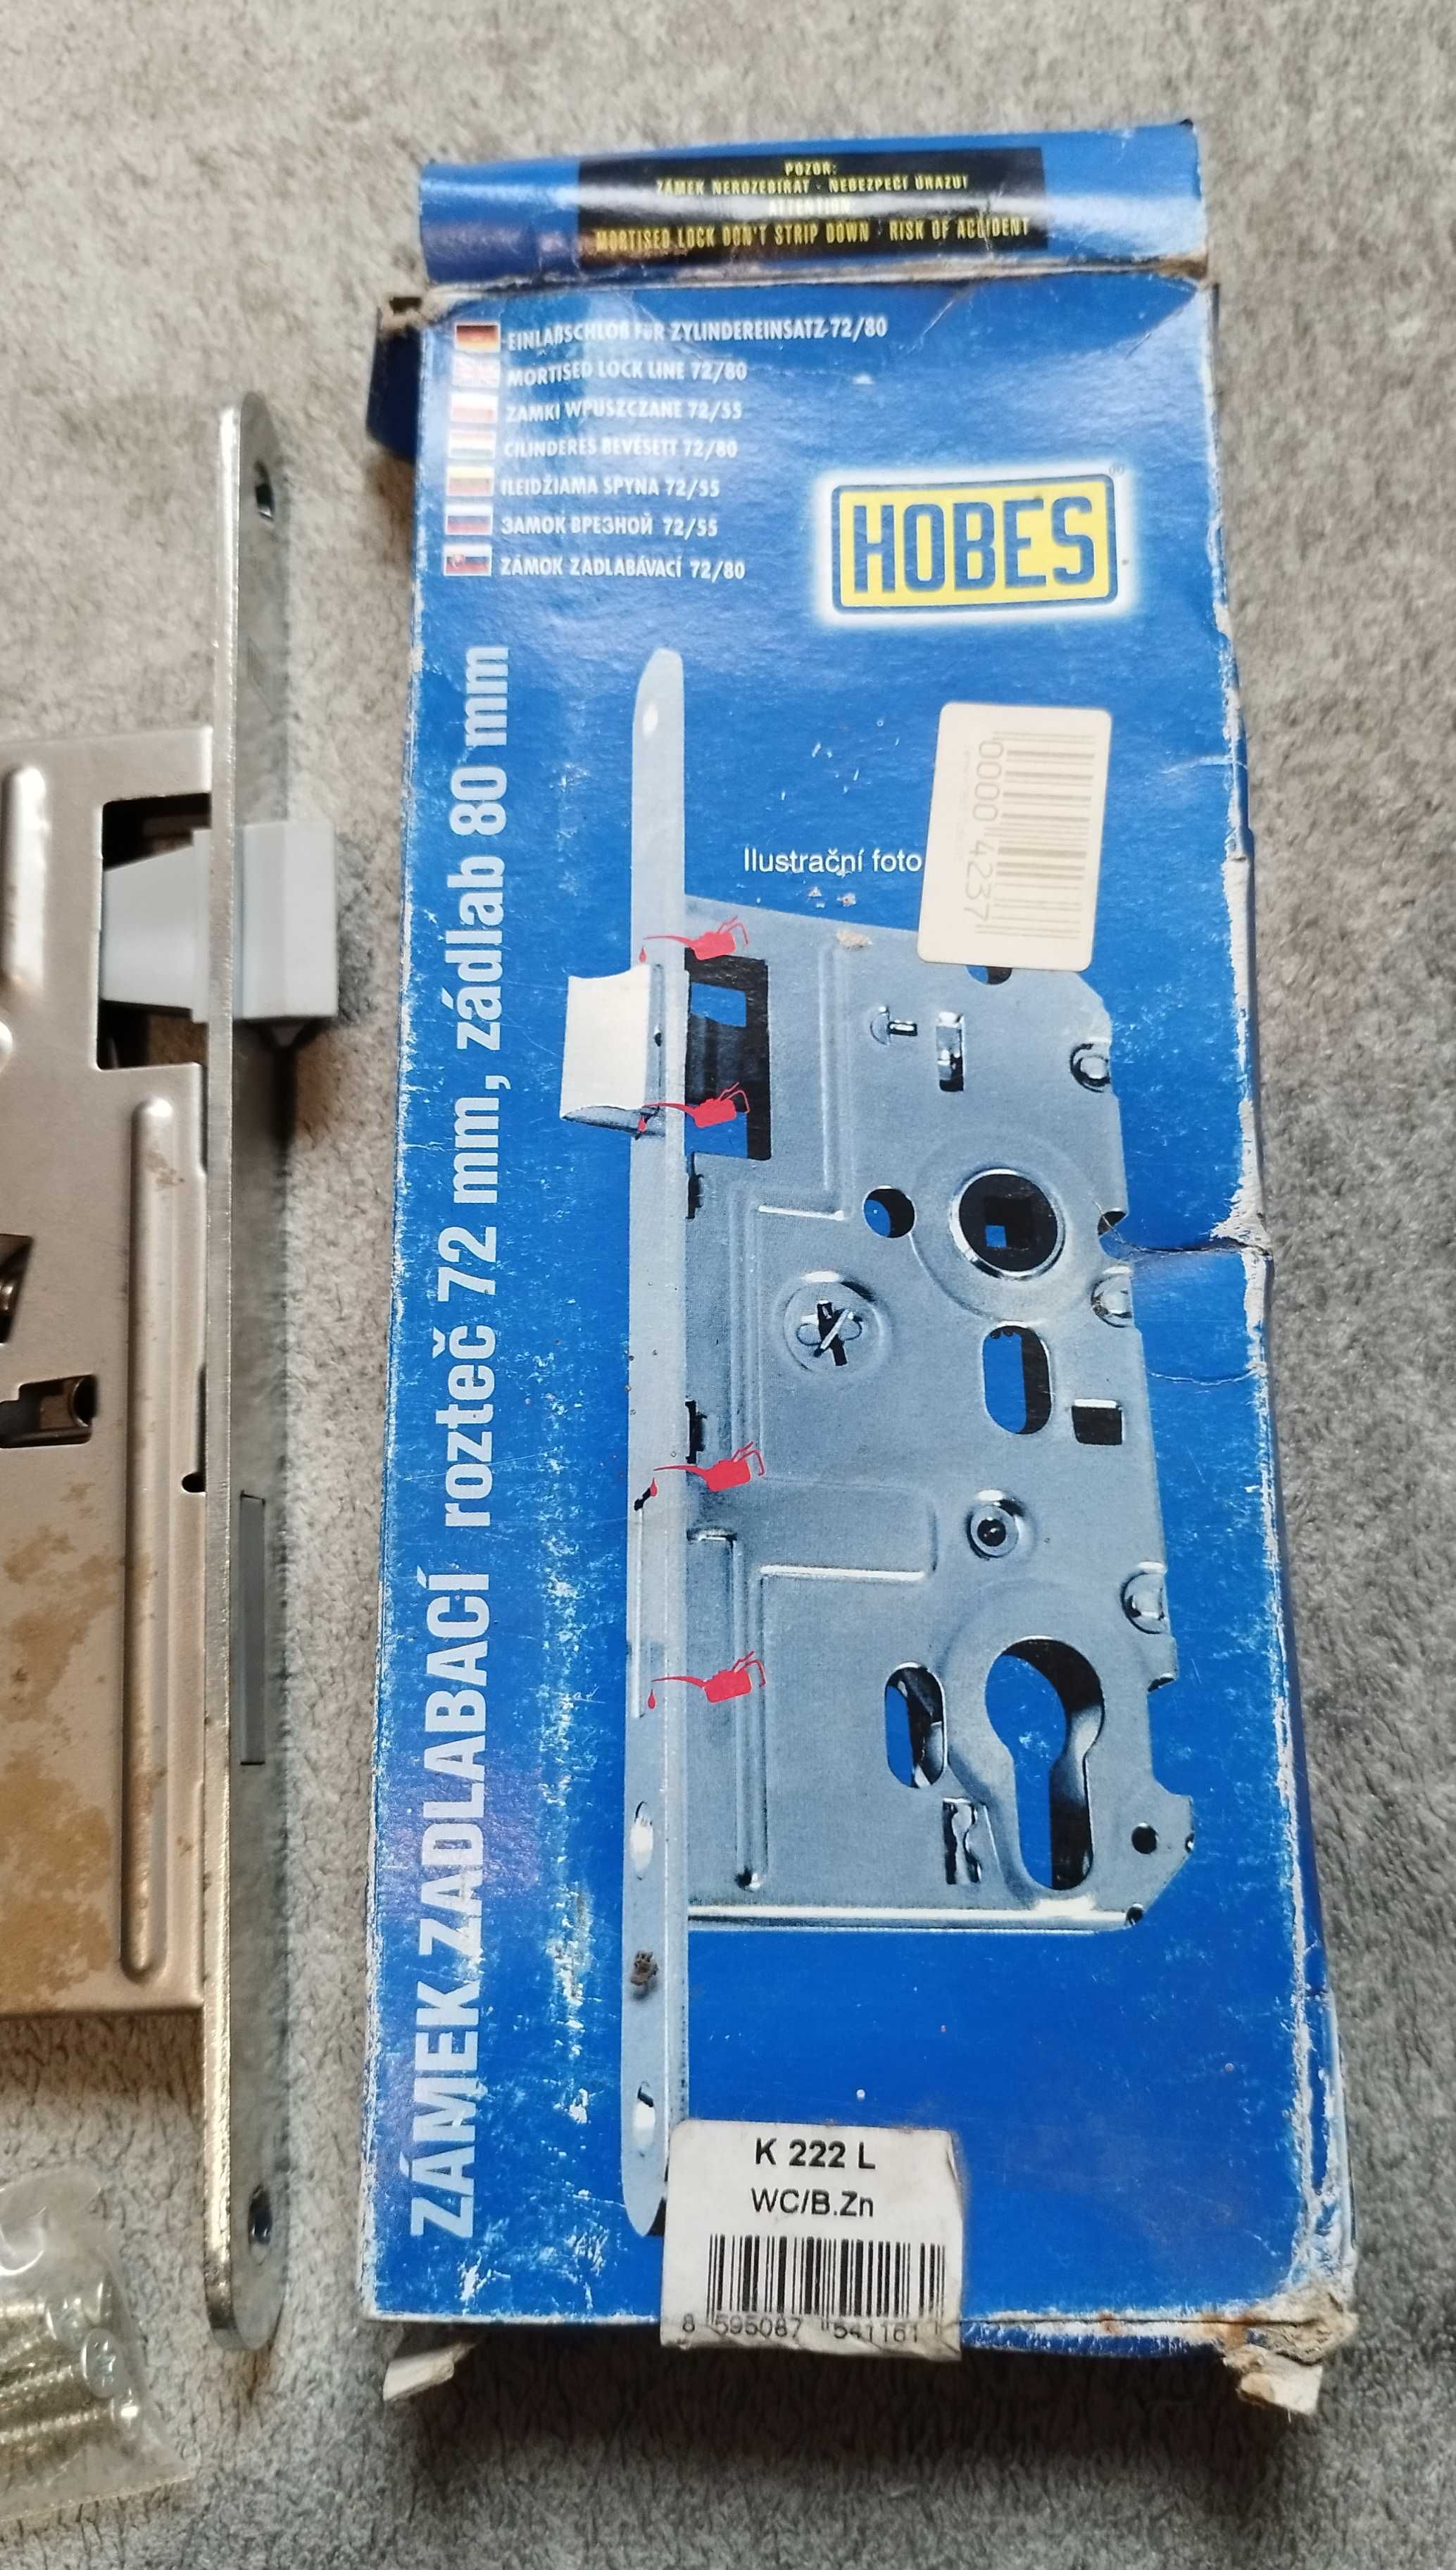 POZOR:
ZÁMEK NEROZEBÍRAT - NEBEZPEČÍ ÚRAZU!
ATTENTION
MORTISED LOCK DON'T STRIP DOWN - RISK OF ACCIDENT
EINLAßSCHLOß FüR ZYLINDEREINSATZ 72/80
MORTISED LOCK LINE 72/80
ZAMKI WPUSZCZANE 72/55
CILINDERES BEVÉSETT 72/80
ILEIDŽIAMA SPYNA 72/55
ЗАМОК ВРЕЗНОЙ 72/55
ZÁMOK ZADLABÁVACÍ 72/80
HOBES
ZÁMEK ZADLABACÍ rozteč 72 mm, zádlab 80 mm
Ilustrační foto
0000 4237
K 222 L
WC/B.Zn
8 595087 541161